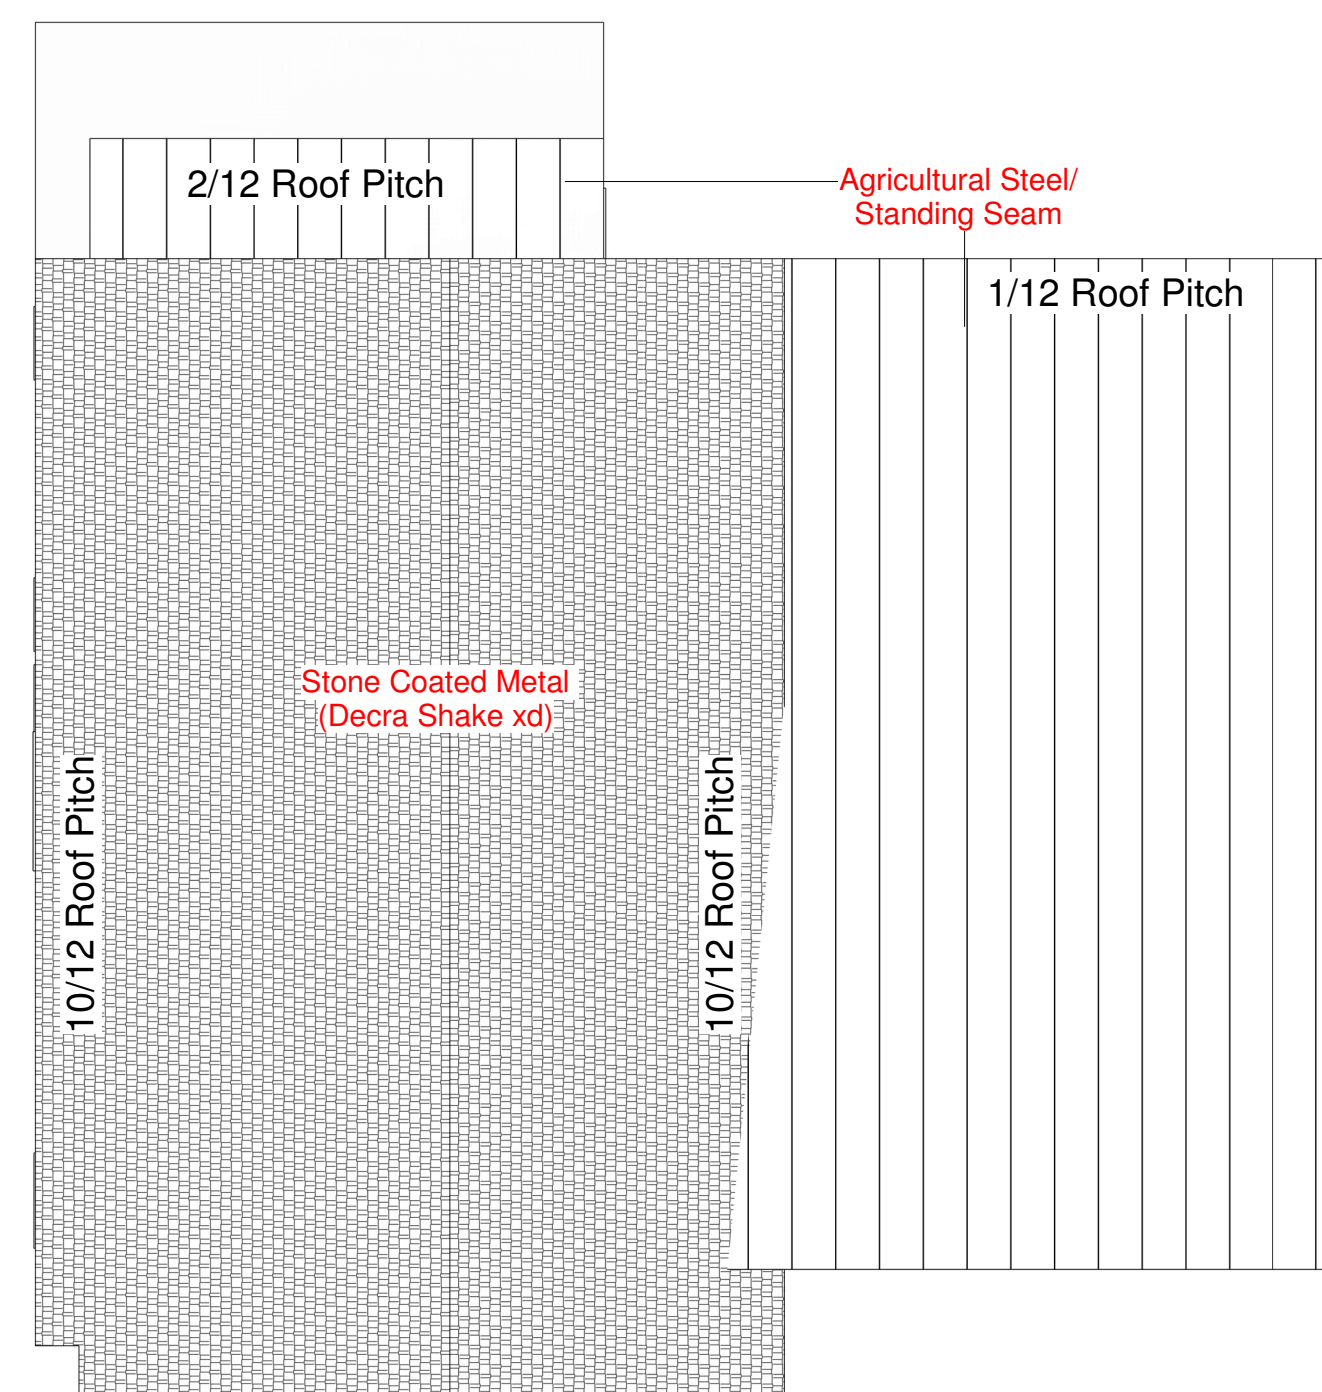 2/12 Roof Pitch
Agricultural Steel/
Standing Seam
1/12 Roof Pitch
Stone Coated Metal
(Decra Shake xd)
10/12 Roof Pitch
10/12 Roof Pitch